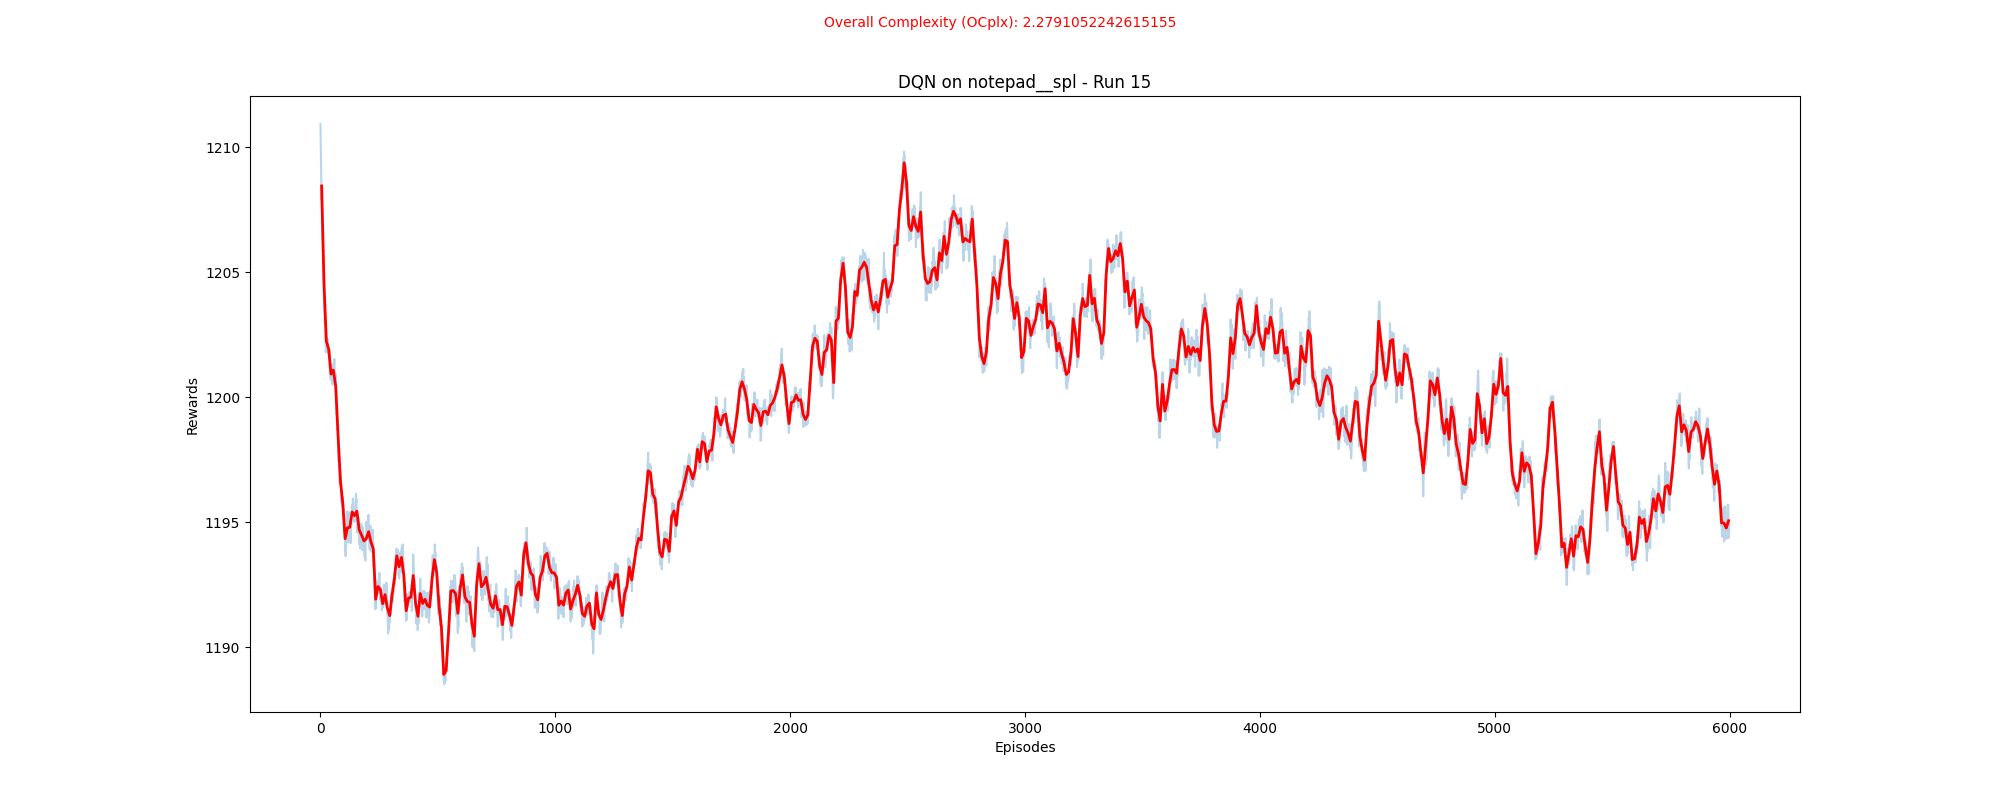 Overall Complexity (OCplx): 2.2791052242615155
DQN on notepad__spl - Run 15
1210
1205
1200
1195
1190
Rewards
0 1000 2000 3000 4000 5000 6000
Episodes